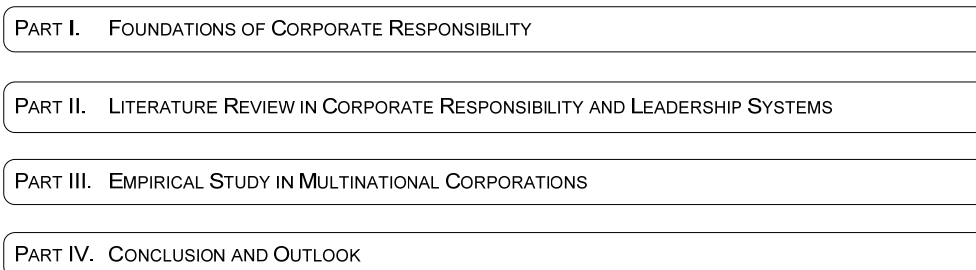 PART I. FOUNDATIONS OF CORPORATE RESPONSIBILITY
PART II. LITERATURE REVIEW IN CORPORATE RESPONSIBILITY AND LEADERSHIP SYSTEMS
PART III. EMPIRICAL STUDY IN MULTINATIONAL CORPORATIONS
PART IV. CONCLUSION AND OUTLOOK